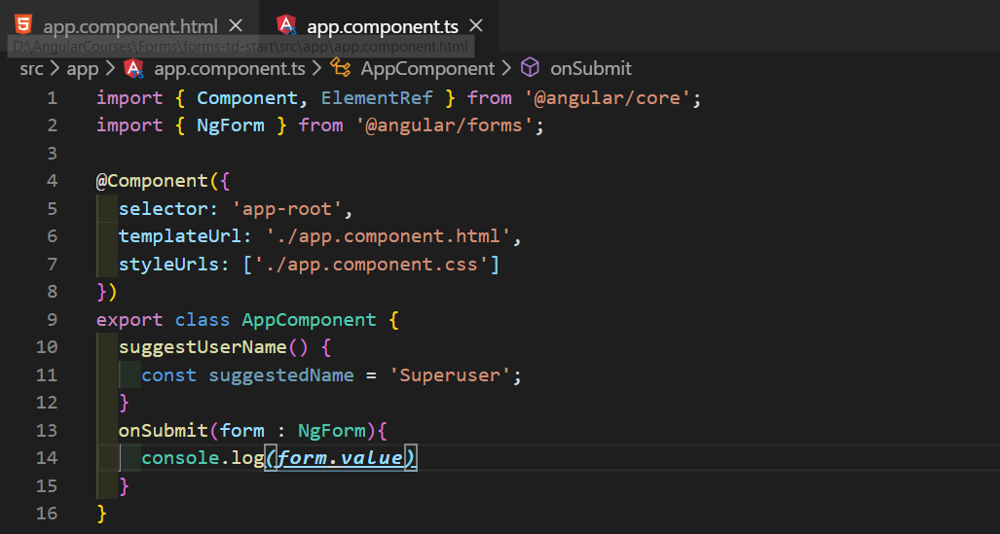 app.component.html app.component.ts
D:\AngularCourses\Forms\forms-td-start\src\app\app.component.html
src > app > app.component.ts > AppComponent > onSubmit
1 import { Component, ElementRef } from '@angular/core';
2 import { NgForm } from '@angular/forms';
3
4 @Component({
5 selector: 'app-root',
6 templateUrl: './app.component.html',
7 styleUrls: ['./app.component.css']
8 })
9 export class AppComponent {
10 suggestUserName() {
11 const suggestedName = 'Superuser';
12 }
13 onSubmit(form : NgForm){
14 console.log(form.value)
15 }
16 }